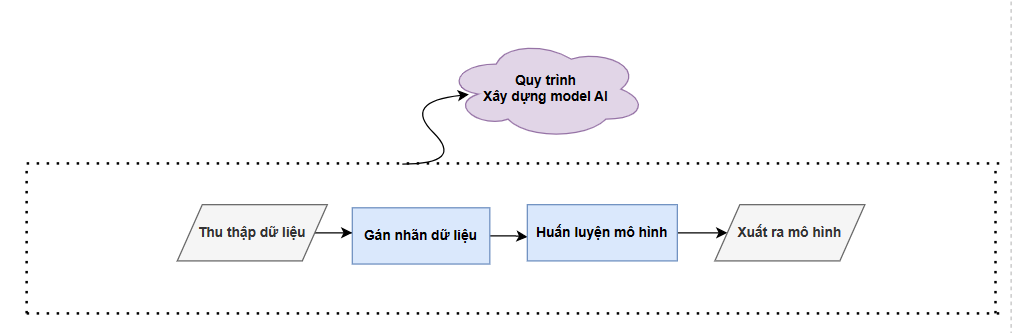 Quy trình
Xây dựng model AI
Thu thập dữ liệu
Gán nhãn dữ liệu
Huấn luyện mô hình
Xuất ra mô hình